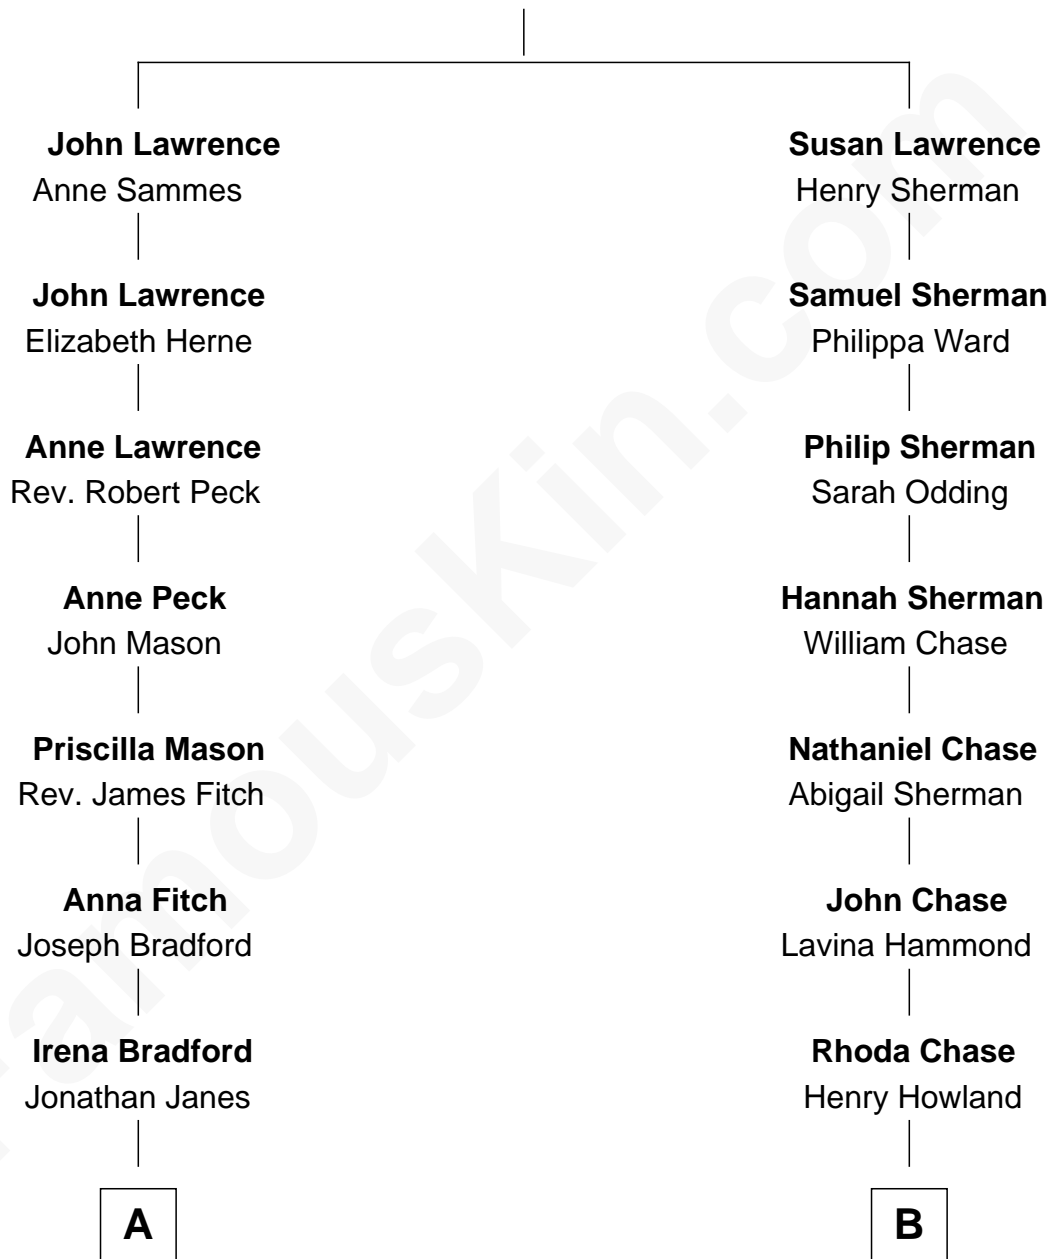 John Lawrence
Anne Sammes
John Lawrence
Elizabeth Herne
Anne Lawrence
Rev. Robert Peck
Anne Peck
John Mason
Priscilla Mason
Rev. James Fitch
Anna Fitch
Joseph Bradford
Irena Bradford
Jonathan Janes
A
Susan Lawrence
Henry Sherman
Samuel Sherman
Philippa Ward
Philip Sherman
Sarah Odding
Hannah Sherman
William Chase
Nathaniel Chase
Abigail Sherman
John Chase
Lavina Hammond
Rhoda Chase
Henry Howland
B
FamousKin.com